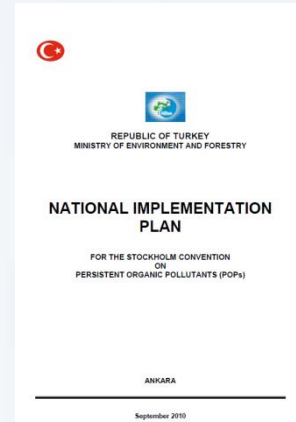 REPUBLIC OF TURKEY
MINISTRY OF ENVIRONMENT AND FORESTRY
NATIONAL IMPLEMENTATION
PLAN
FOR THE STOCKHOLM CONVENTION
ON
PERSISTENT ORGANIC POLLUTANTS (POPs)
ANKARA
September 2010